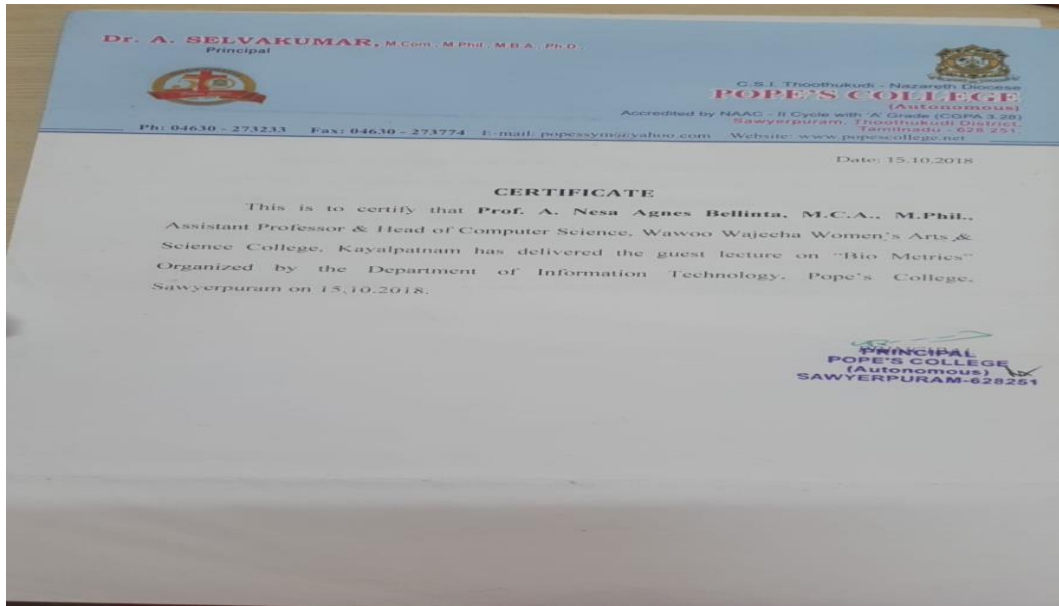 Dr. A. SELVAKUMAR, M.Com., M.Phil., M.B.A., Ph.D.,
Principal
50
C.S.I. Thoothukudi - Nazareth Diocese
POPE'S COLLEGE
(Autonomous)
Accredited by NAAC - II Cycle with 'A' Grade (CGPA 3.28)
Sawyerpuram, Thoothukudi District.
Tamilnadu - 628 251.
Ph: 04630 - 273233 Fax: 04630 - 273774 E-mail: popessym@yahoo.com Website: www.popescollege.net
Date: 15.10.2018
CERTIFICATE
This is to certify that Prof. A. Nesa Agnes Bellinta, M.C.A., M.Phil.,
Assistant Professor & Head of Computer Science, Wawoo Wajeeha Women's Arts &
Science College, Kayalpatnam has delivered the guest lecture on "Bio Metrics"
Organized by the Department of Information Technology, Pope's College,
Sawyerpuram on 15.10.2018.
PRINCIPAL
PRINCIPAL
POPE'S COLLEGE
(Autonomous)
SAWYERPURAM-628251